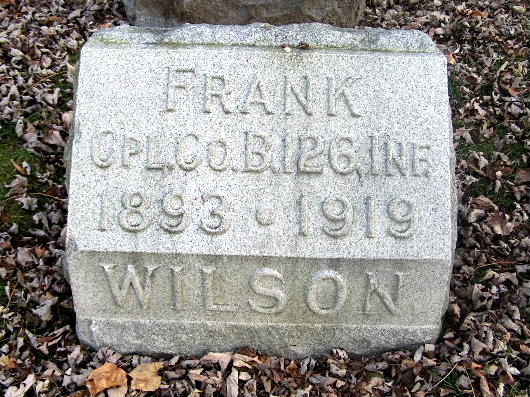 FRANK
CPL. CO. B. 126, INF.
1893 • 1919
WILSON